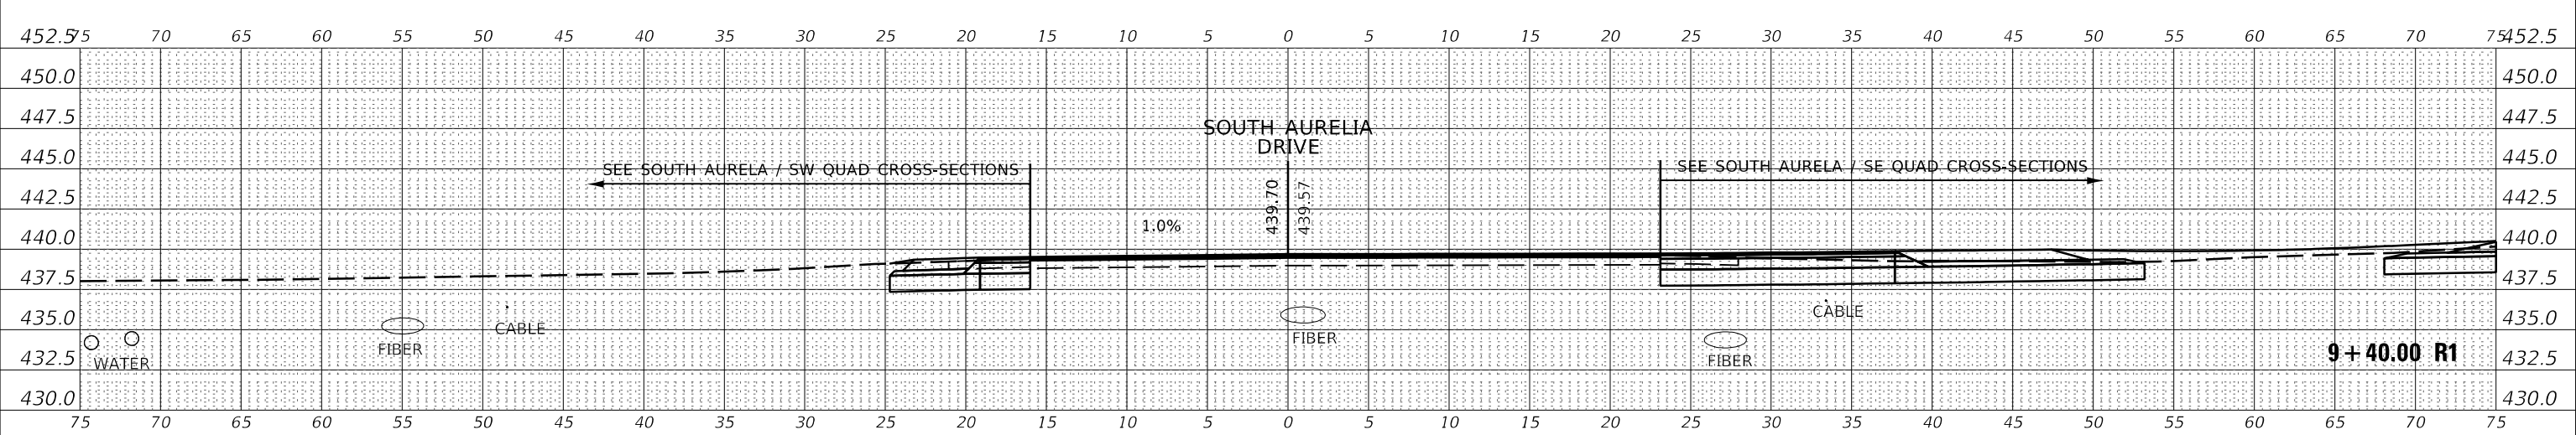 452.5 75 70 65 60 55 50 45 40 35 30 25 20 15 10 5 0 5 10 15 20 25 30 35 40 45 50 55 60 65 70 75 452.5
450.0 450.0
447.5 447.5
SOUTH AURELIA
DRIVE
445.0 445.0
SEE SOUTH AURELA / SW QUAD CROSS-SECTIONS
SEE SOUTH AURELA / SE QUAD CROSS-SECTIONS
442.5 442.5
439.70
439.57
1.0%
440.0 440.0
437.5 437.5
435.0 435.0
CABLE
CABLE
FIBER
FIBER
FIBER
WATER
9+40.00 R1
432.5 432.5
430.0 430.0
75 70 65 60 55 50 45 40 35 30 25 20 15 10 5 0 5 10 15 20 25 30 35 40 45 50 55 60 65 70 75